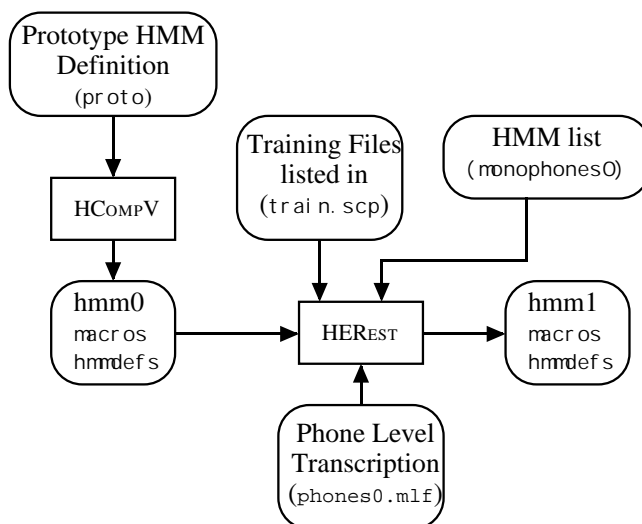 Prototype HMM
Definition
(proto)
HCOMPV
Training Files
listed in
(train.scp)
HMM list
(monophones0)
hmm0
macros
hmmdefs
HEREST
hmm1
macros
hmmdefs
Phone Level
Transcription
(phones0.mlf)